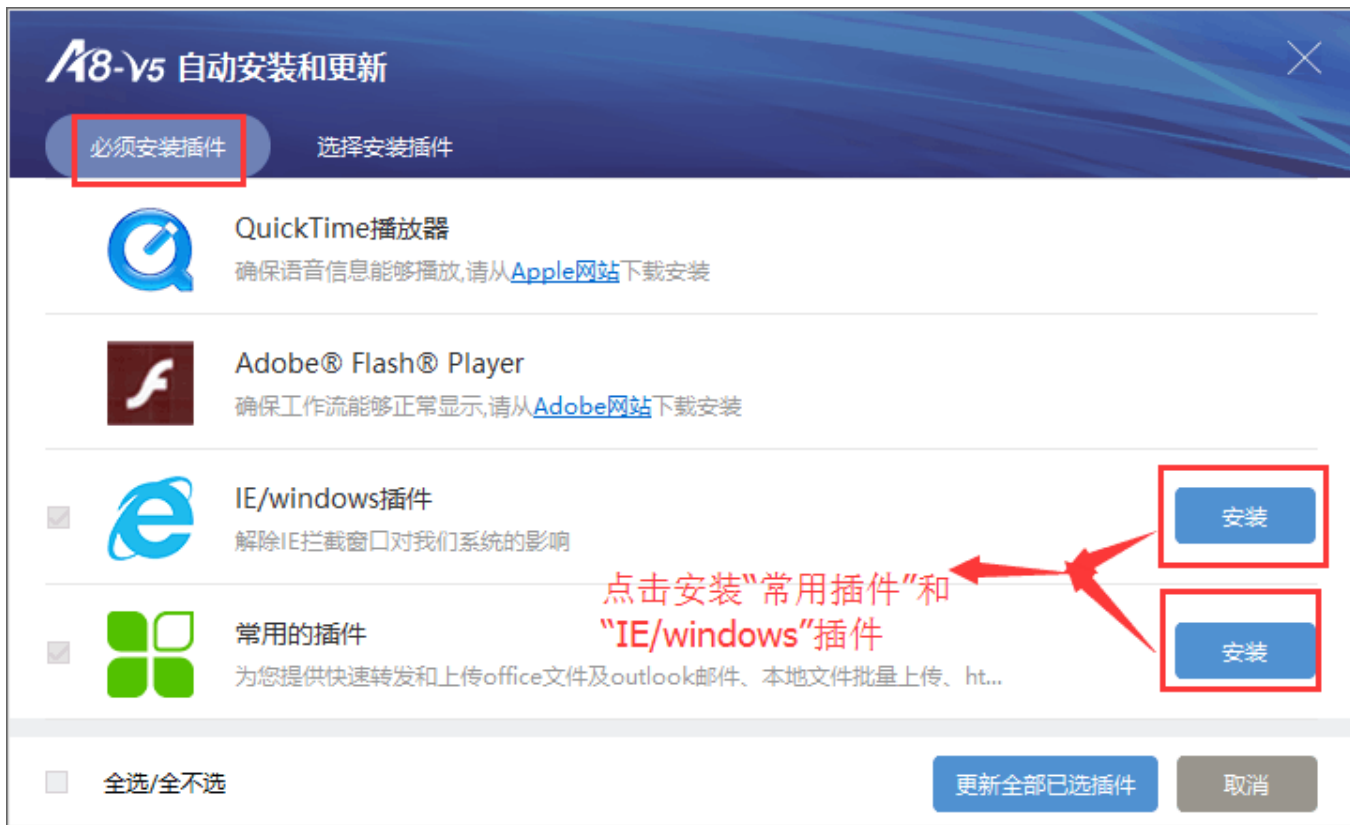 A8-V5 自动安装和更新
必须安装插件 选择安装插件
QuickTime播放器
确保语音信息能够播放,请从Apple网站下载安装
Adobe® Flash® Player
确保工作流能够正常显示,请从Adobe网站下载安装
IE/windows插件
解除IE拦截窗口对我们系统的影响
安装
点击安装“常用插件”和
“IE/windows”插件
常用的插件
为您提供快速转发和上传office文件及outlook邮件、本地文件批量上传、ht...
安装
全选/全不选
更新全部已选插件
取消